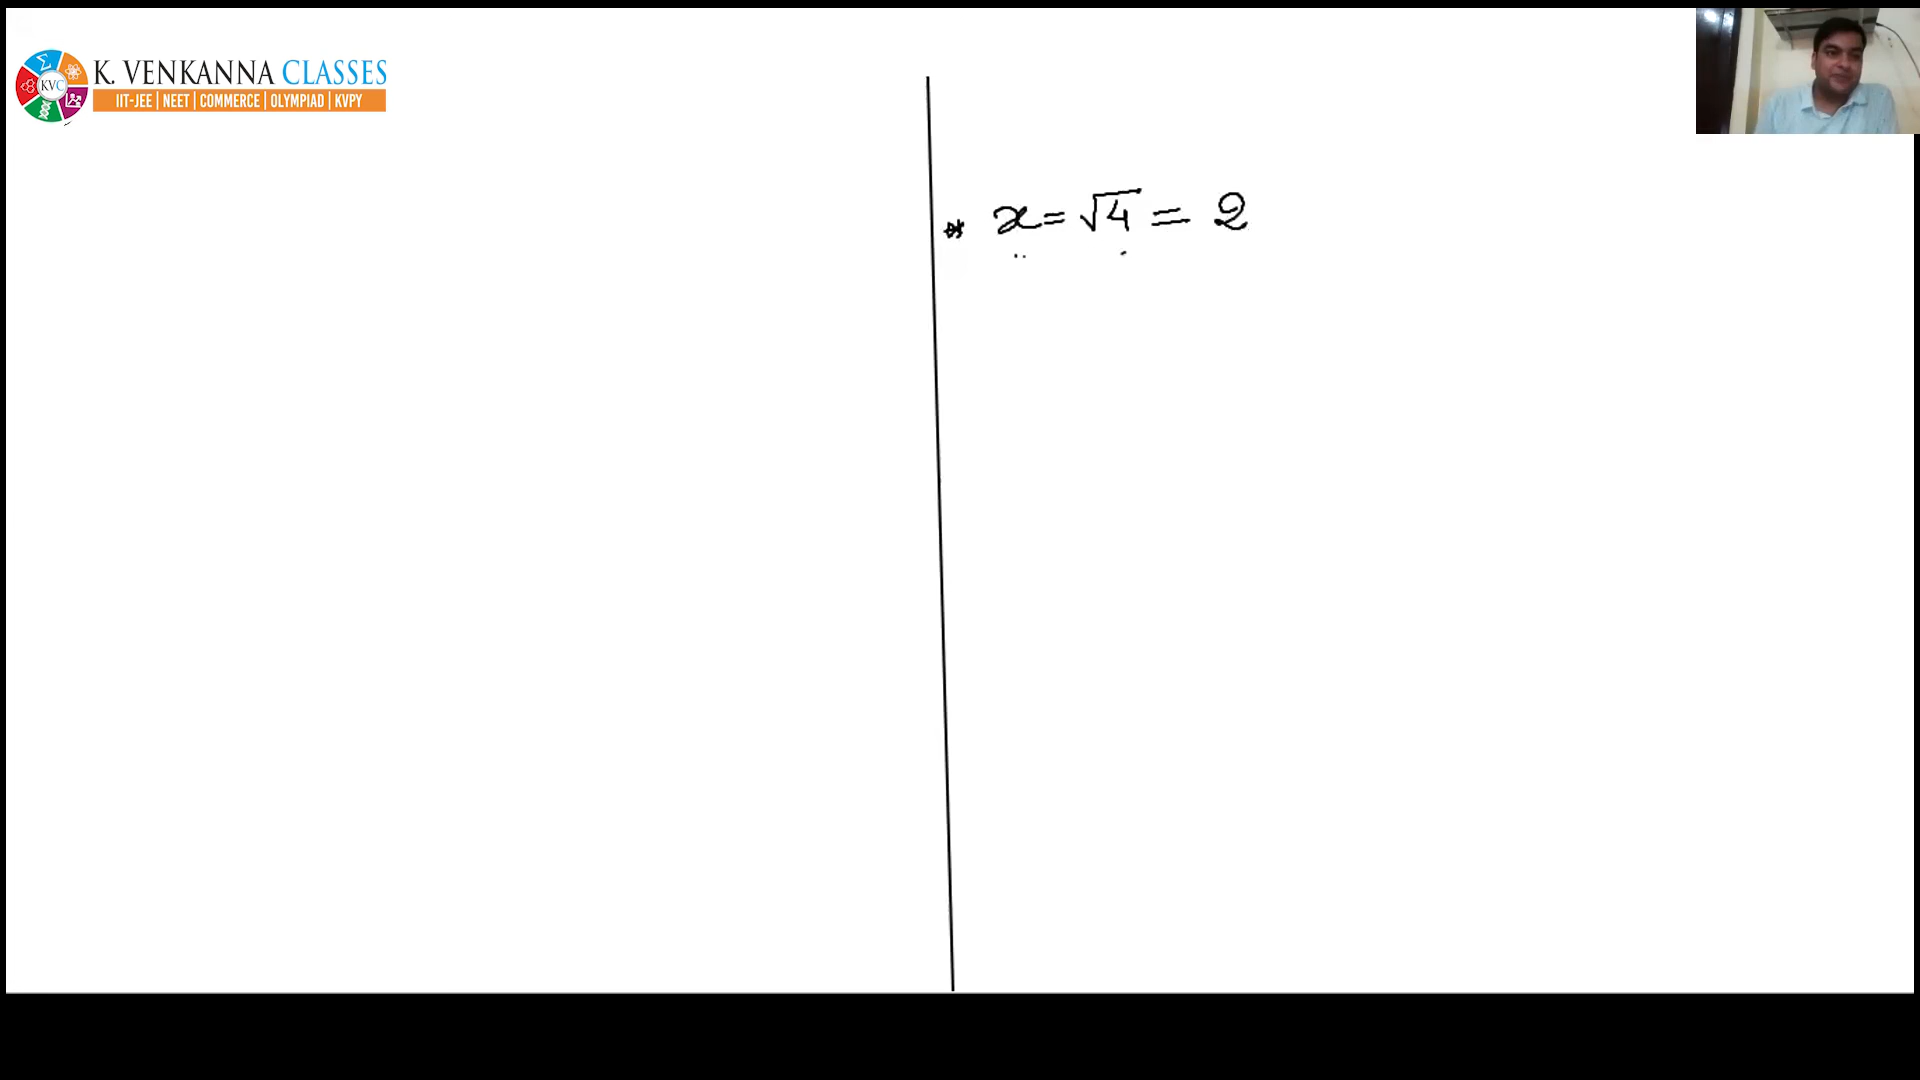 K. VENKANNA CLASSES
KVC
IIT-JEE | NEET | COMMERCE | OLYMPIAD | KVPY
* x = √4 = 2